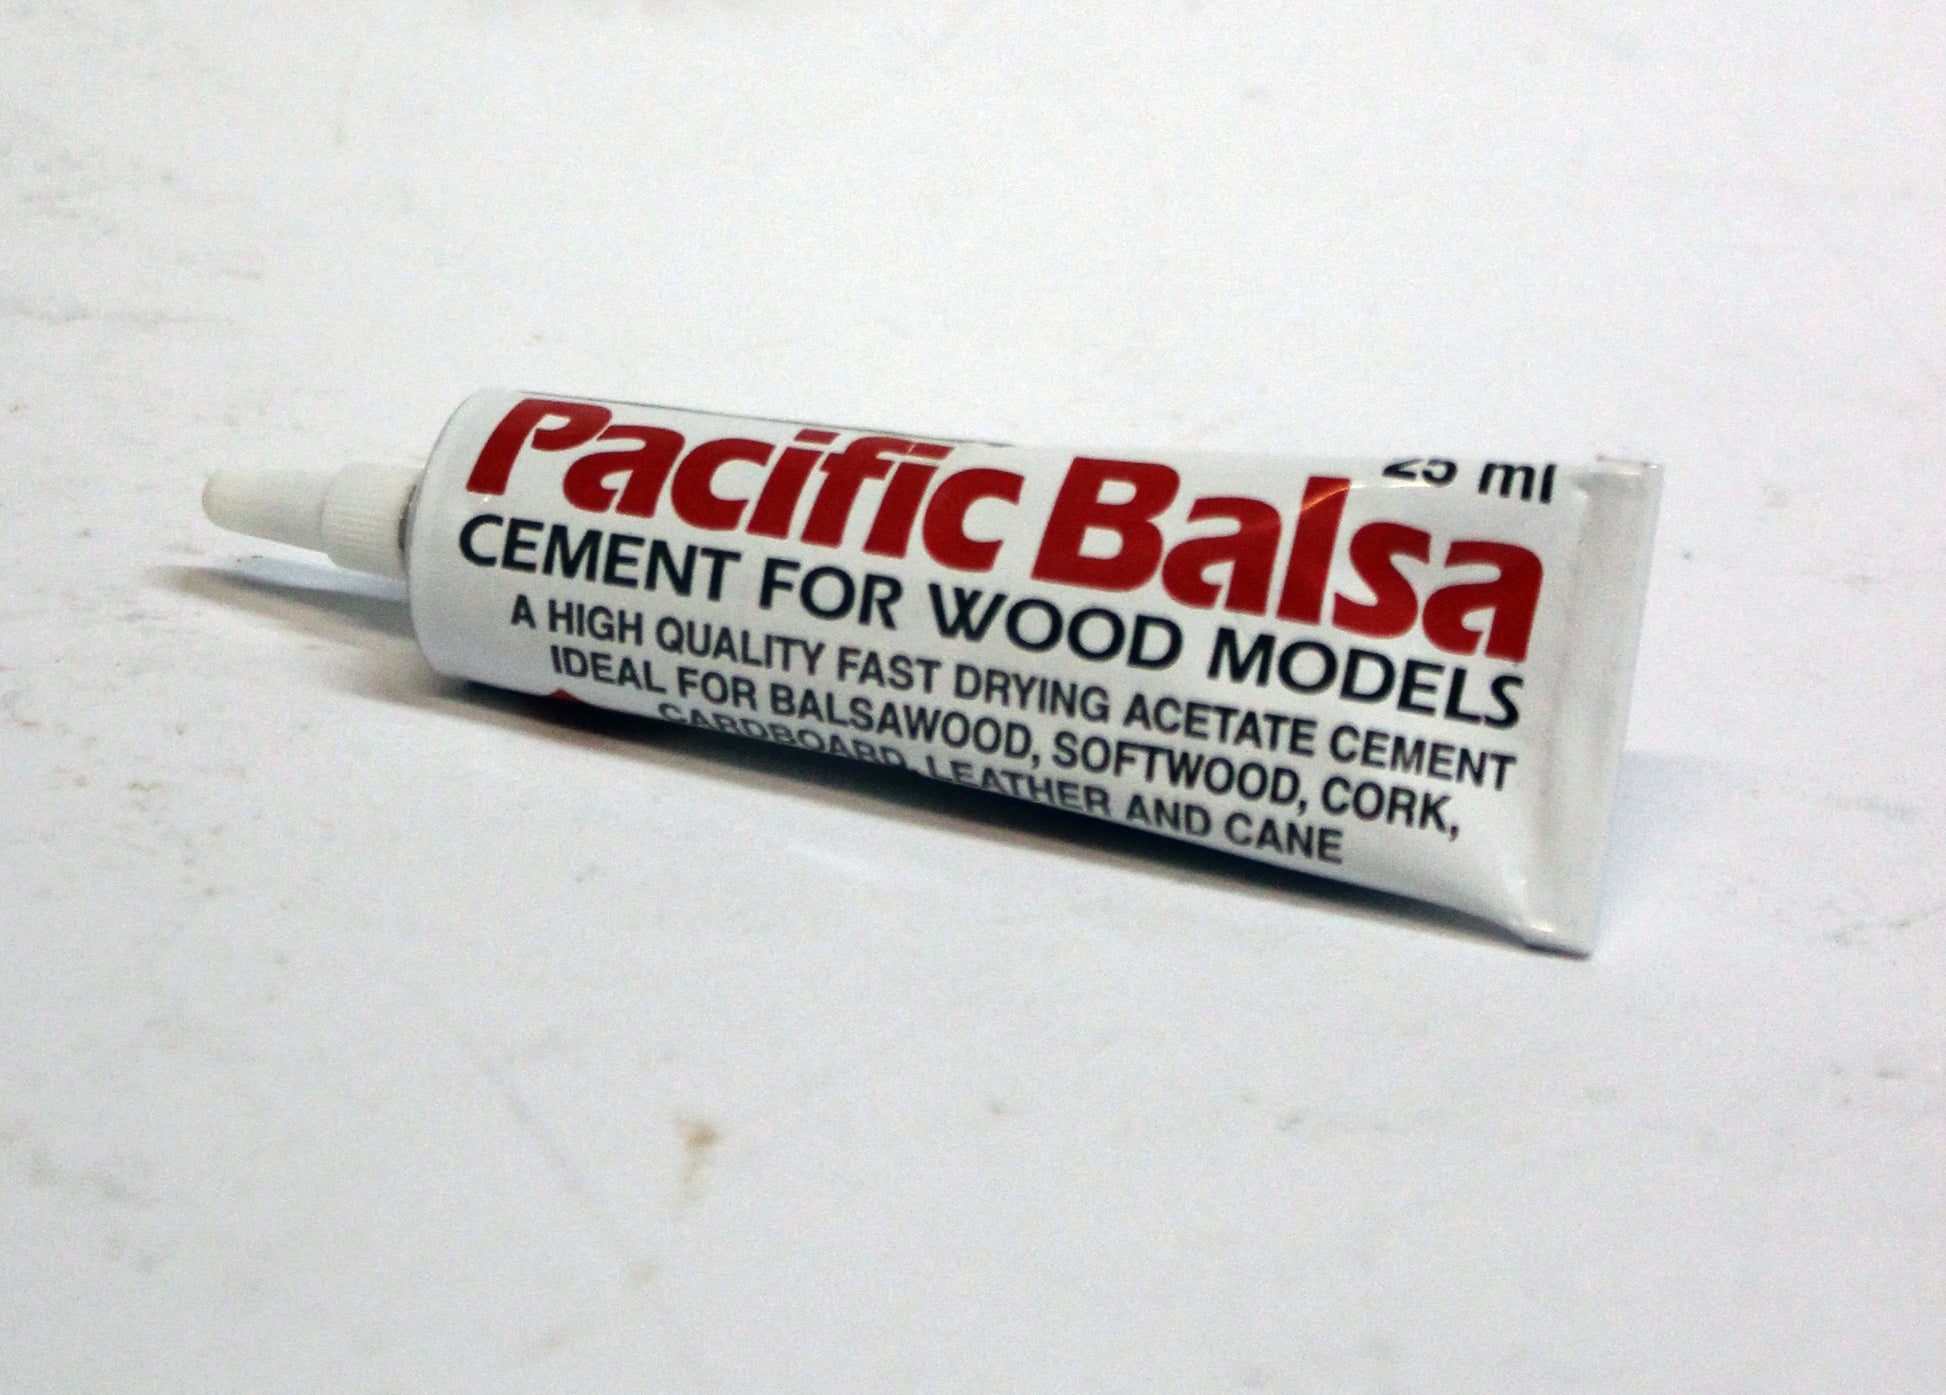 25 ml
Pacific Balsa
CEMENT FOR WOOD MODELS
A HIGH QUALITY FAST DRYING ACETATE CEMENT
IDEAL FOR BALSAWOOD, SOFTWOOD, CORK,
CARDBOARD, LEATHER AND CANE